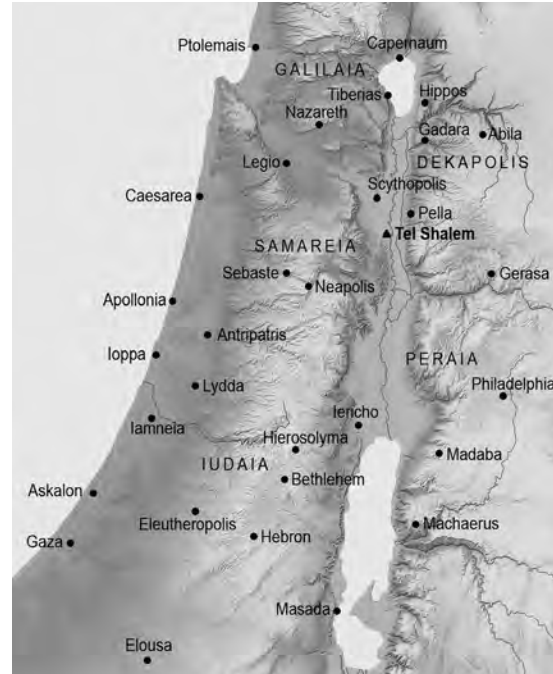 Ptolemais
Capernaum
GALILAIA
Tiberias
Hippos
Nazareth
Gadara
Abila
Legio
DEKAPOLIS
Caesarea
Scythopolis
Pella
Tel Shalem
SAMAREIA
Sebaste
Gerasa
Neapolis
Apollonia
Antipatris
Ioppa
PERAIA
Lydda
Philadelphia
Iericho
Iamneia
Hierosolyma
Madaba
IUDAIA
Bethlehem
Askalon
Eleutheropolis
Machaerus
Hebron
Gaza
Masada
Elousa